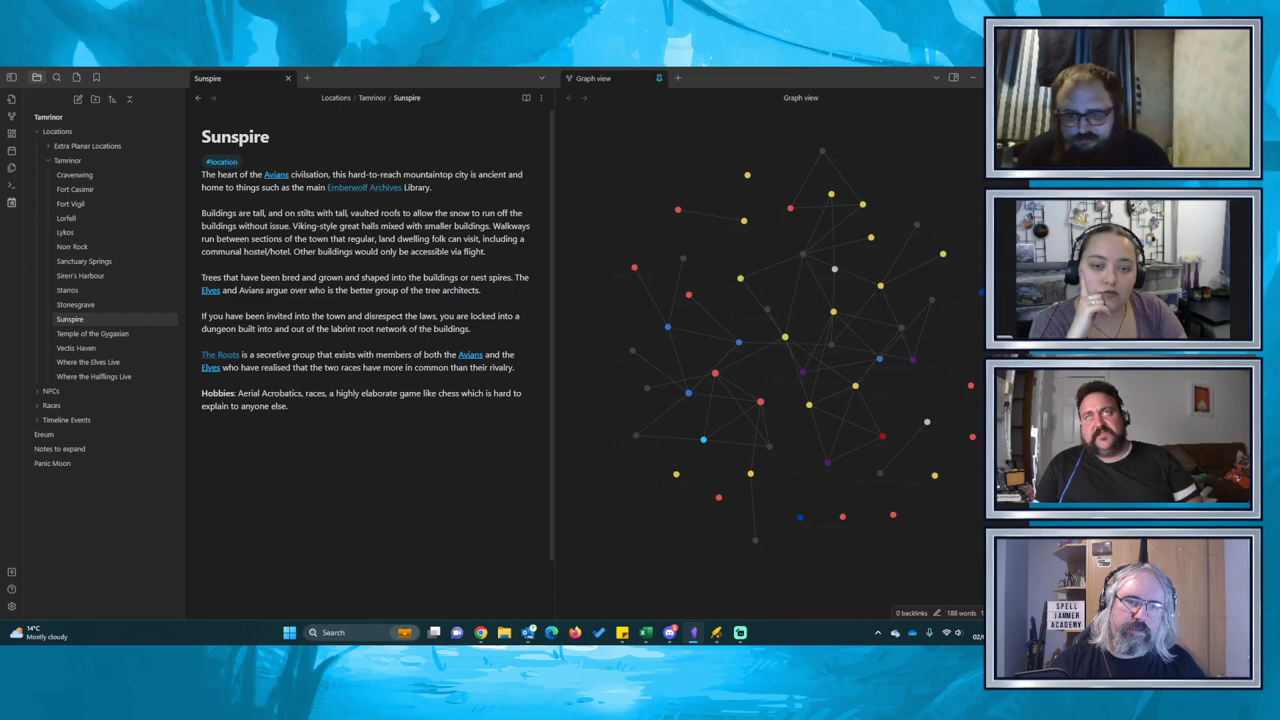 Sunspire
Graph view
Locations / Tamrinor / Sunspire
Graph view
Tamrinor
Locations
Extra Planar Locations
Tamrinor
Cravenwing
Fort Casimir
Fort Vigil
Lorfell
Lykos
Norr Rock
Sanctuary Springs
Siren's Harbour
Starros
Stonesgrave
Sunspire
Temple of the Gygaxian
Vectis Haven
Where the Elves Live
Where the Halflings Live
NPCs
Races
Timeline Events
Ereum
Notes to expand
Panic Moon
Sunspire
#location
The heart of the Avians civilsation, this hard-to-reach mountaintop city is ancient and
home to things such as the main Emberwolf Archives Library.
Buildings are tall, and on stilts with tall, vaulted roofs to allow the snow to run off the
buildings without issue. Viking-style great halls mixed with smaller buildings. Walkways
run between sections of the town that regular, land dwelling folk can visit, including a
communal hostel/hotel. Other buildings would only be accessible via flight.
Trees that have been bred and grown and shaped into the buildings or nest spires. The
Elves and Avians argue over who is the better group of the tree architects.
If you have been invited into the town and disrespect the laws, you are locked into a
dungeon built into and out of the labrint root network of the buildings.
The Roots is a secretive group that exists with members of both the Avians and the
Elves who have realised that the two races have more in common than their rivalry.
Hobbies: Aerial Acrobatics, races, a highly elaborate game like chess which is hard to
explain to anyone else.
0 backlinks
188 words
14°C
Mostly cloudy
Search
SPELL
JAMMER
ACADEMY